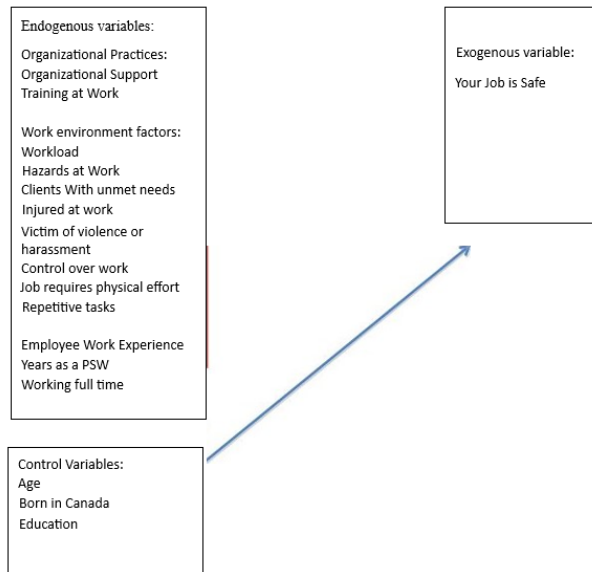 Endogenous variables:
Organizational Practices:
Organizational Support
Training at Work
Work environment factors:
Workload
Hazards at Work
Clients With unmet needs
Injured at work
Victim of violence or
harassment
Control over work
Job requires physical effort
Repetitive tasks
Employee Work Experience
Years as a PSW
Working full time
Exogenous variable:
Your Job is Safe
Control Variables:
Age
Born in Canada
Education